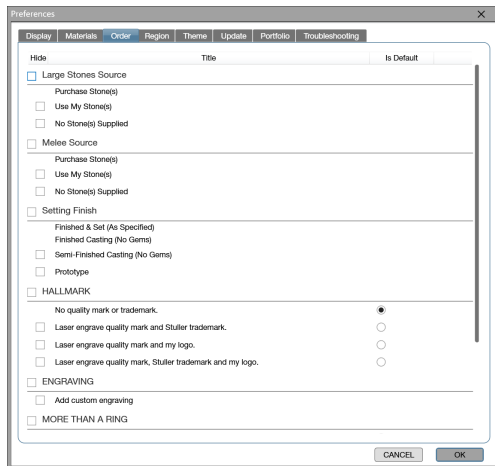 Preferences
Display Materials Order Region Theme Update Portfolio Troubleshooting
Hide Title Is Default
Large Stones Source
Purchase Stone(s)
Use My Stone(s)
No Stone(s) Supplied
Melee Source
Purchase Stone(s)
Use My Stone(s)
No Stone(s) Supplied
Setting Finish
Finished & Set (As Specified)
Finished Casting (No Gems)
Semi-Finished Casting (No Gems)
Prototype
HALLMARK
No quality mark or trademark.
Laser engrave quality mark and Stuller trademark.
Laser engrave quality mark and my logo.
Laser engrave quality mark, Stuller trademark and my logo.
ENGRAVING
Add custom engraving
MORE THAN A RING
CANCEL OK